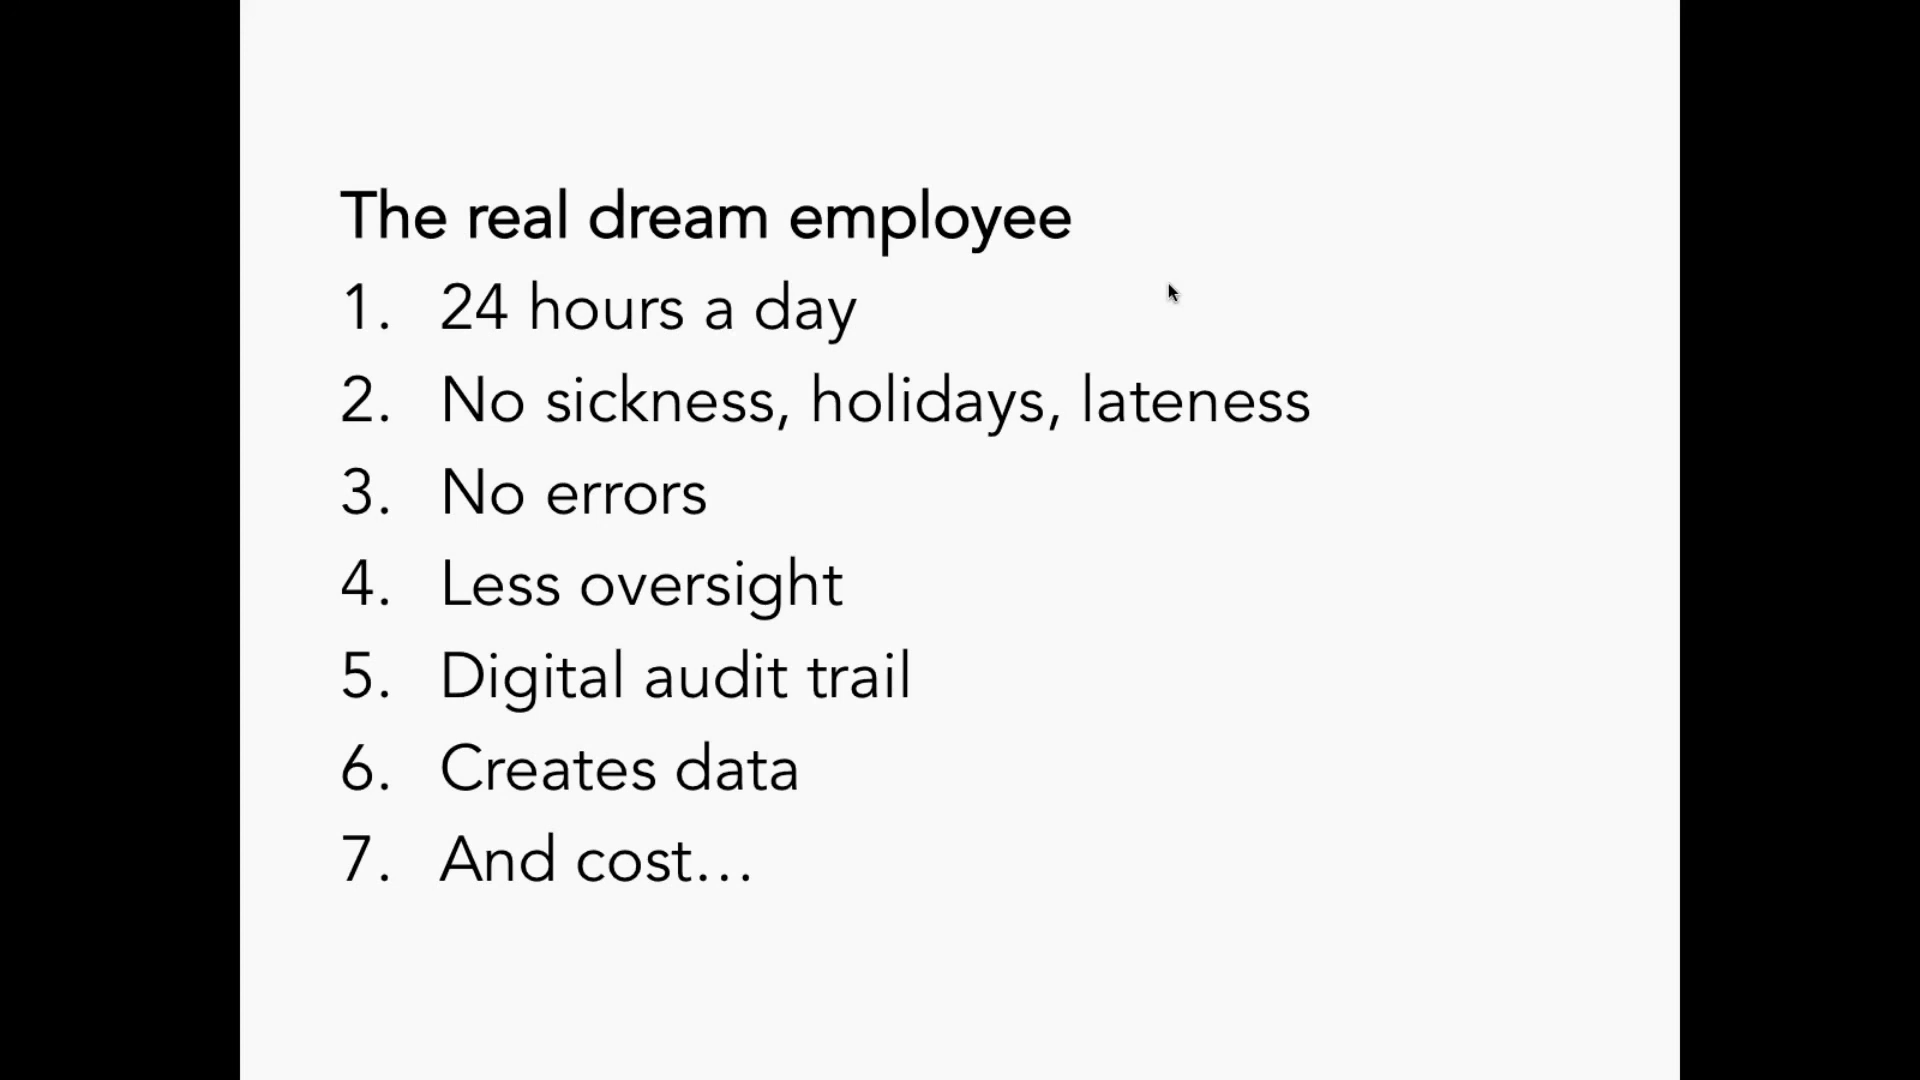 The real dream employee
1. 24 hours a day
2. No sickness, holidays, lateness
3. No errors
4. Less oversight
5. Digital audit trail
6. Creates data
7. And cost…